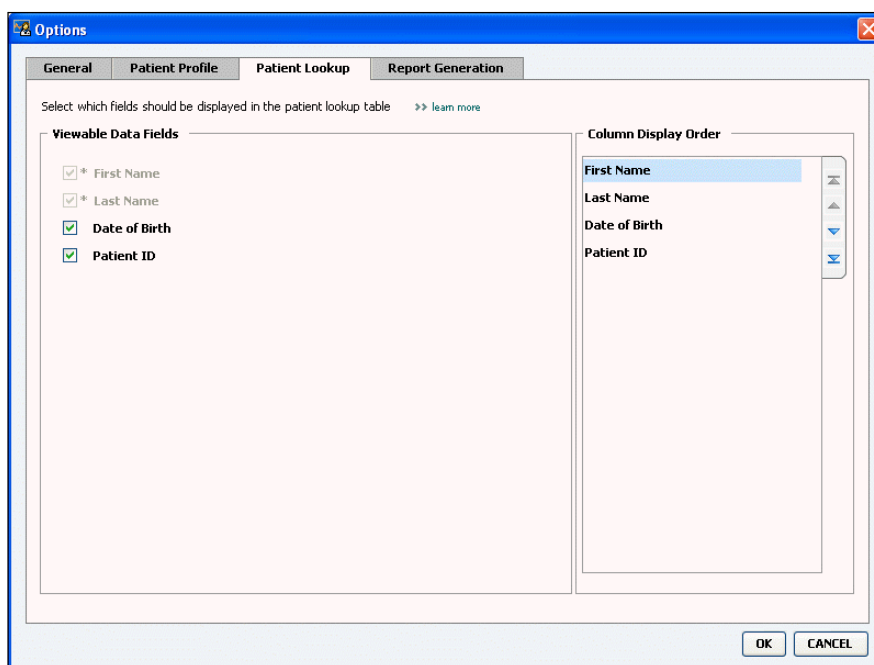 Options
General Patient Profile Patient Lookup Report Generation
Select which fields should be displayed in the patient lookup table >> learn more
Viewable Data Fields
* First Name
* Last Name
Date of Birth
Patient ID
Column Display Order
First Name
Last Name
Date of Birth
Patient ID
OK CANCEL